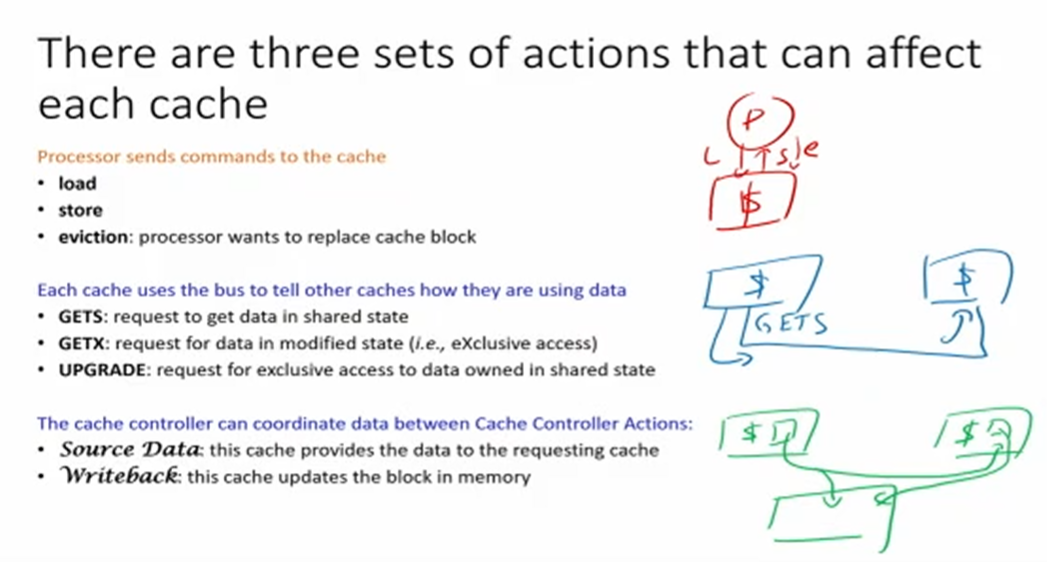 There are three sets of actions that can affect
each cache
Processor sends commands to the cache
• load
• store
• eviction: processor wants to replace cache block
Each cache uses the bus to tell other caches how they are using data
• GETS: request to get data in shared state
• GETX: request for data in modified state (i.e., eXclusive access)
• UPGRADE: request for exclusive access to data owned in shared state
The cache controller can coordinate data between Cache Controller Actions:
• Source Data: this cache provides the data to the requesting cache
• Writeback: this cache updates the block in memory
P
L S e
$
$ $
GETS
$ $